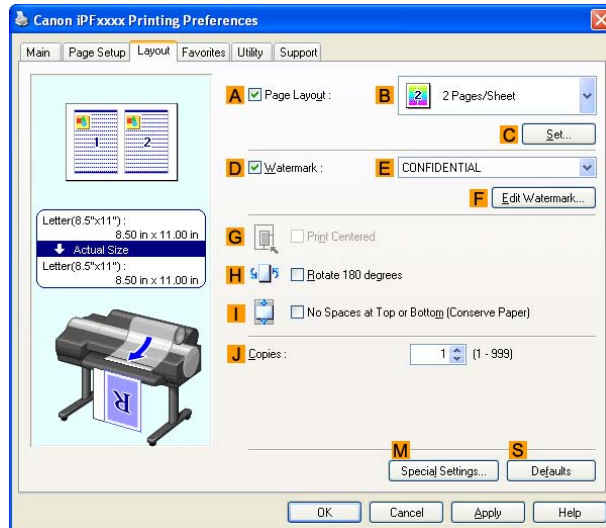 Canon iPFxxxx Printing Preferences
Main Page Setup Layout Favorites Utility Support
A Page Layout : B 2 2 Pages/Sheet
1 2
C Set...
D Watermark : E CONFIDENTIAL
F Edit Watermark...
Letter(8.5"x11") :
8.50 in x 11.00 in
Actual Size
Letter(8.5"x11") :
8.50 in x 11.00 in
G Print Centered
H Rotate 180 degrees
I No Spaces at Top or Bottom (Conserve Paper)
J Copies : 1 (1 - 999)
R
M S
Special Settings... Defaults
OK Cancel Apply Help